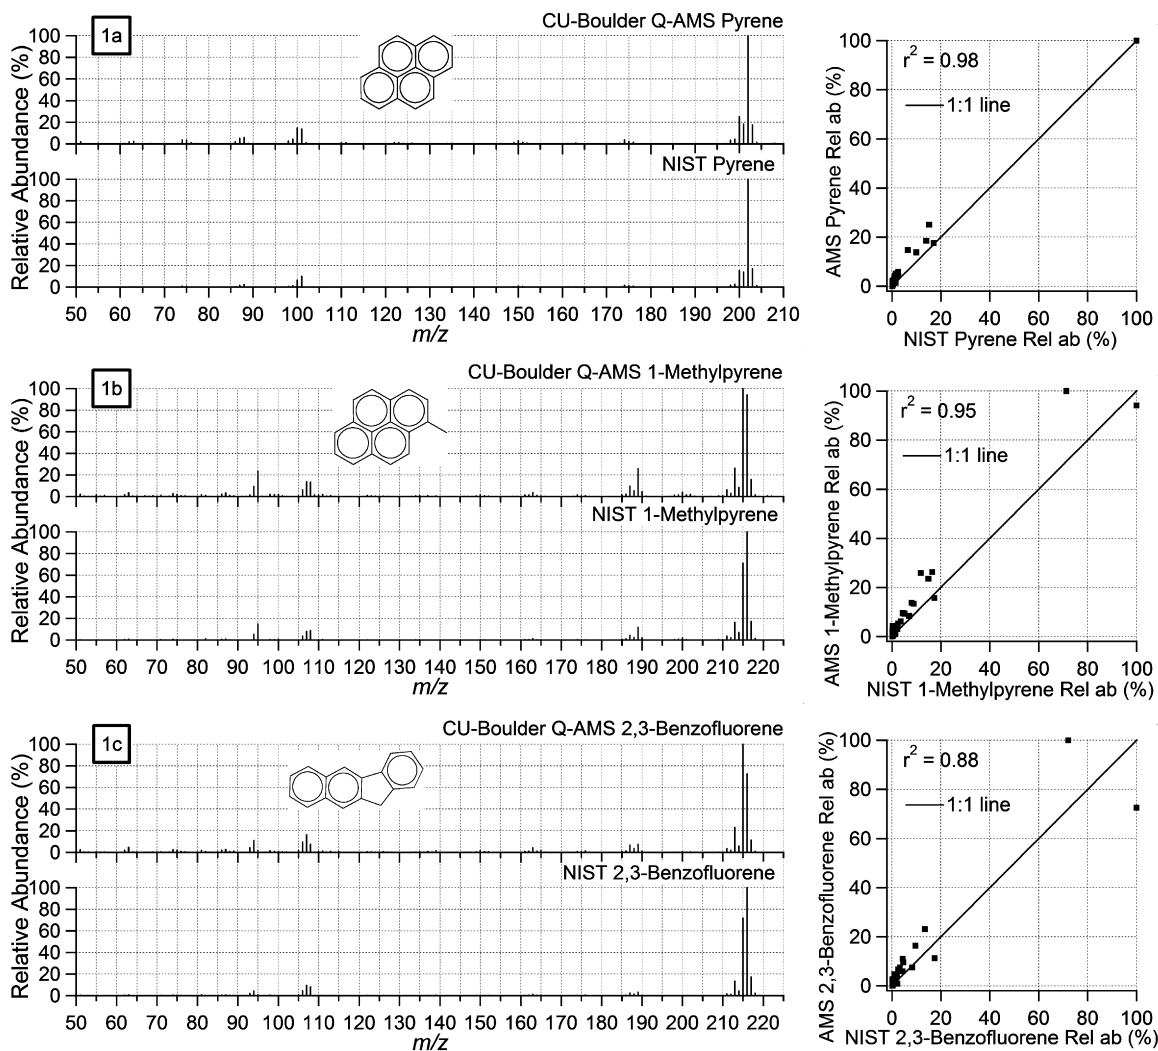 1a
CU-Boulder Q-AMS Pyrene
Relative Abundance (%)
100
80
60
40
20
0
NIST Pyrene
100
80
60
40
20
0
50 60 70 80 90 100 110 120 130 140 150 160 170 180 190 200 210
m/z
AMS Pyrene Rel ab (%)
100
80
60
40
20
0
r² = 0.98
1:1 line
0 20 40 60 80 100
NIST Pyrene Rel ab (%)
1b
CU-Boulder Q-AMS 1-Methylpyrene
Relative Abundance (%)
100
80
60
40
20
0
NIST 1-Methylpyrene
100
80
60
40
20
0
50 60 70 80 90 100 110 120 130 140 150 160 170 180 190 200 210 220
m/z
AMS 1-Methylpyrene Rel ab (%)
100
80
60
40
20
0
r² = 0.95
1:1 line
0 20 40 60 80 100
NIST 1-Methylpyrene Rel ab (%)
1c
CU-Boulder Q-AMS 2,3-Benzofluorene
Relative Abundance (%)
100
80
60
40
20
0
NIST 2,3-Benzofluorene
100
80
60
40
20
0
50 60 70 80 90 100 110 120 130 140 150 160 170 180 190 200 210 220
m/z
AMS 2,3-Benzofluorene Rel ab (%)
100
80
60
40
20
0
r² = 0.88
1:1 line
0 20 40 60 80 100
NIST 2,3-Benzofluorene Rel ab (%)